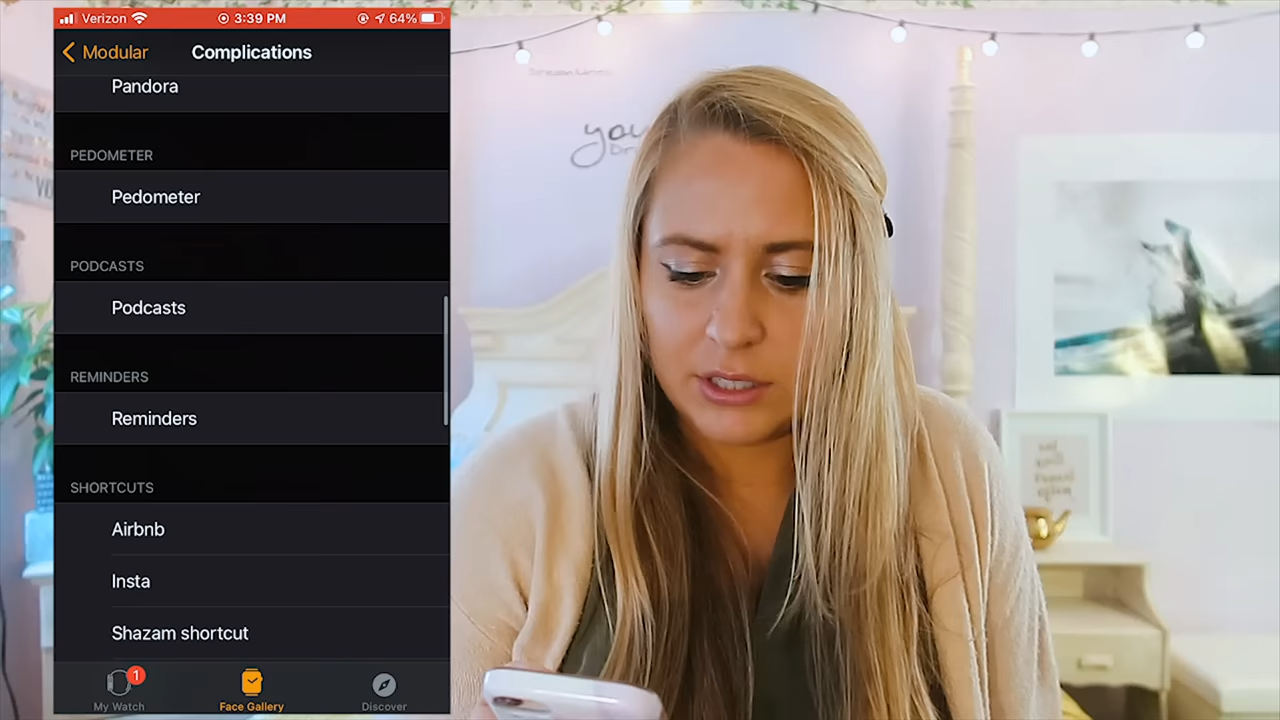 Verizon 3:39 PM 64%
Modular Complications
Pandora
PEDOMETER
Pedometer
PODCASTS
Podcasts
REMINDERS
Reminders
SHORTCUTS
Airbnb
Insta
Shazam shortcut
1
My Watch Face Gallery Discover
you